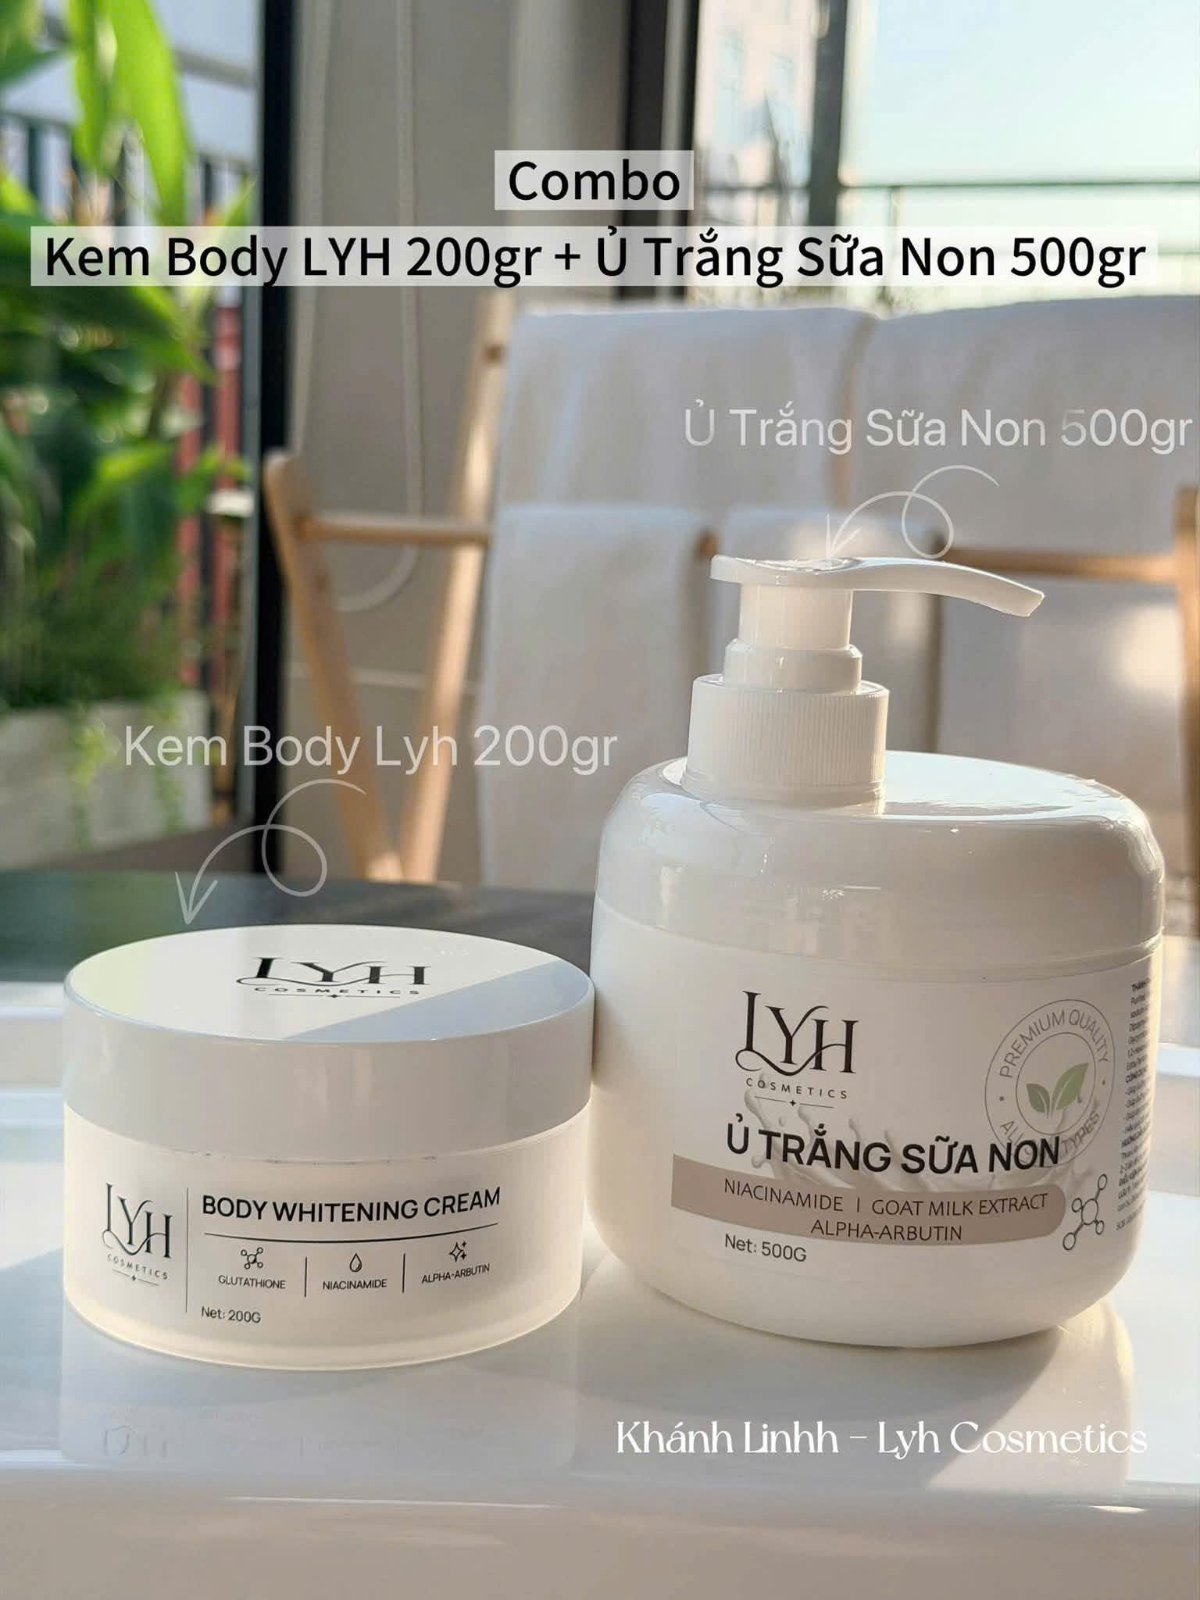 Combo
Kem Body LYH 200gr + Ủ Trắng Sữa Non 500gr
Ủ Trắng Sữa Non 500gr
Kem Body Lyh 200gr
LYH
COSMETICS
LYH
COSMETICS
BODY WHITENING CREAM
GLUTATHIONE
NIACINAMIDE
ALPHA-ARBUTIN
Net: 200G
LYH
COSMETICS
PREMIUM QUALITY
Ủ TRẮNG SỮA NON
NIACINAMIDE | GOAT MILK EXTRACT
ALPHA-ARBUTIN
Net: 500G
Khánh Linhh - Lyh Cosmetics